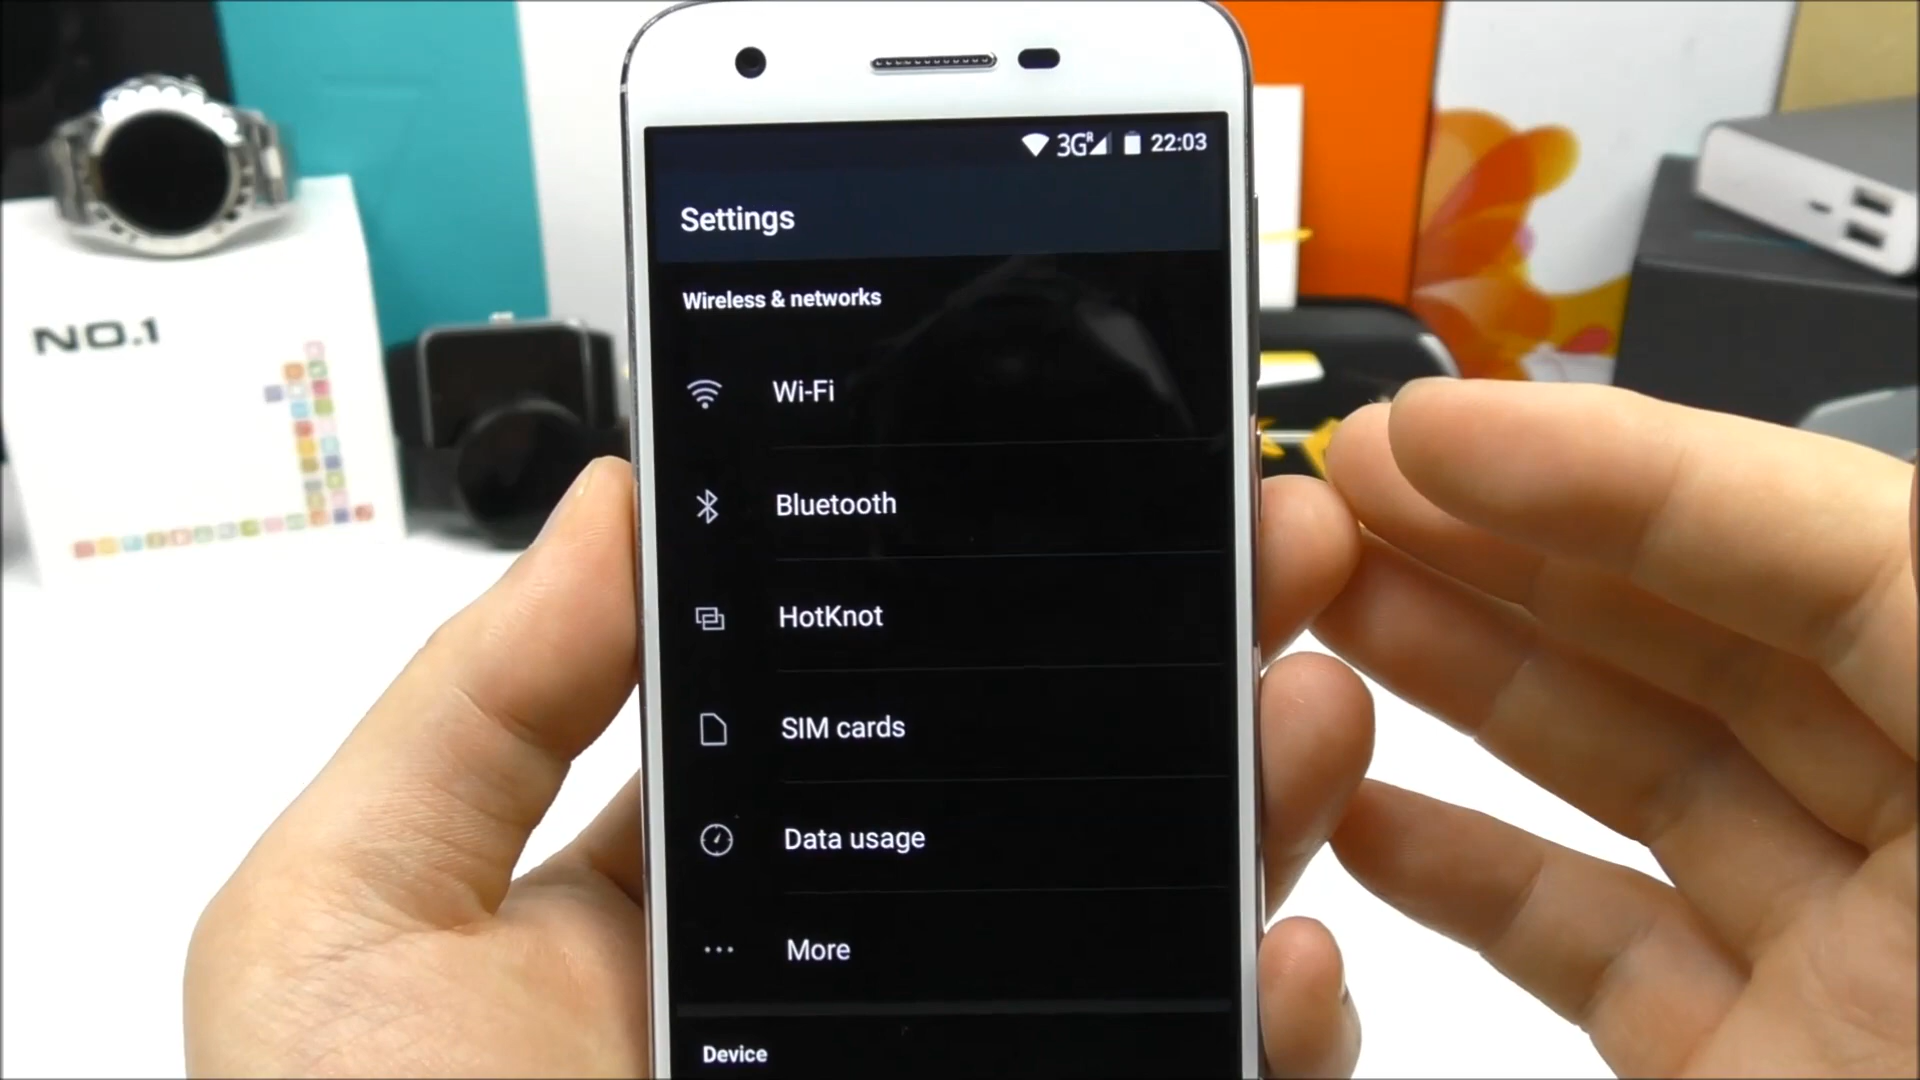 3G R 22:03
Settings
Wireless & networks
Wi-Fi
Bluetooth
HotKnot
SIM cards
Data usage
More
Device
NO.1